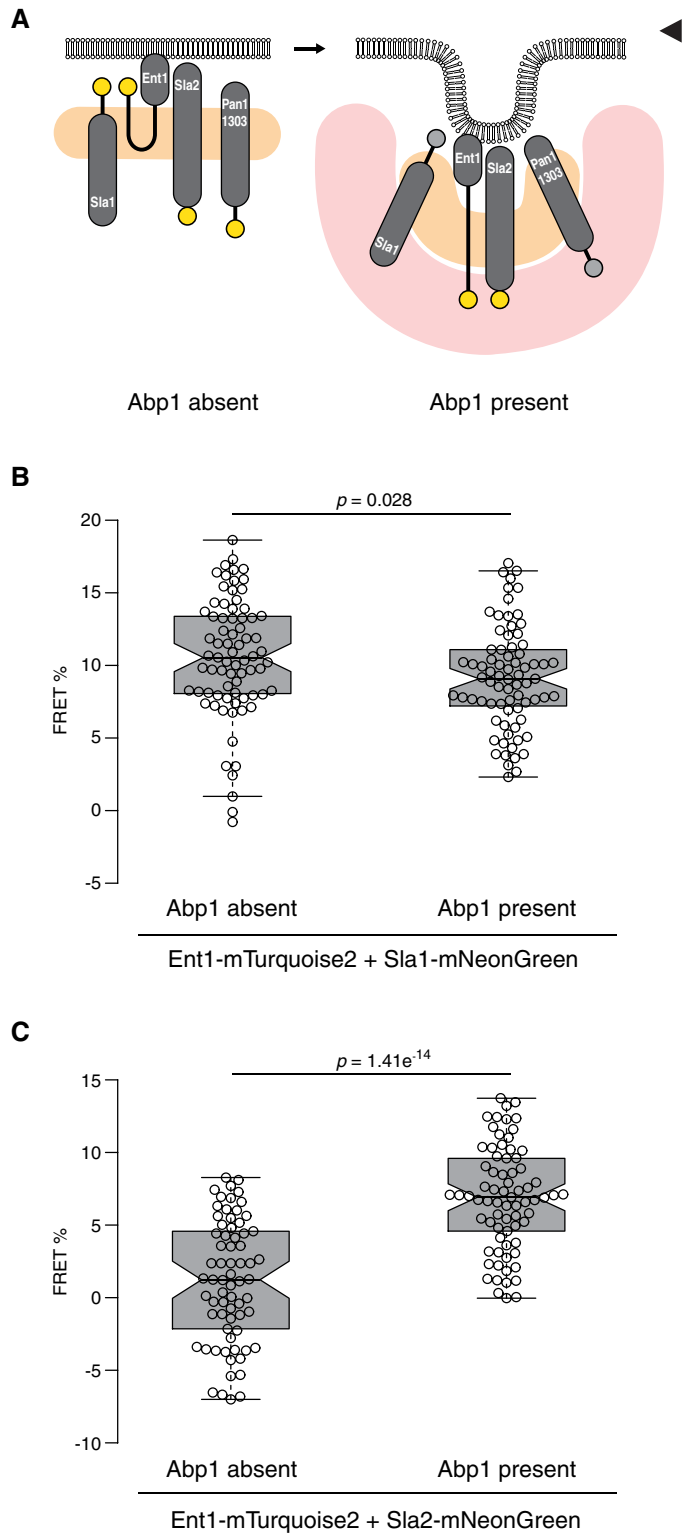 A
Ent1
Sla2
Pan1
1303
Sla1
Ent1
Sla2
Pan1
1303
Sla1
Abp1 absent
Abp1 present
B
p = 0.028
20
15
10
5
0
-5
FRET %
Abp1 absent
Abp1 present
Ent1-mTurquoise2 + Sla1-mNeonGreen
C
p = 1.41e-14
15
10
5
0
-5
-10
FRET %
Abp1 absent
Abp1 present
Ent1-mTurquoise2 + Sla2-mNeonGreen